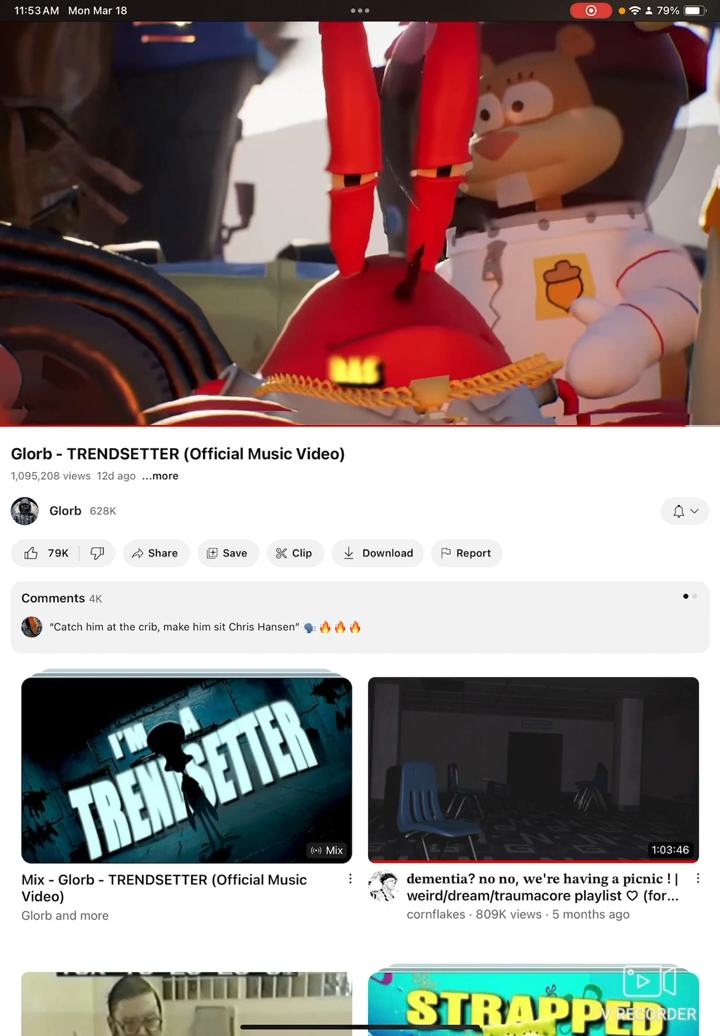 11:53 AM Mon Mar 18
79%
DAS
Glorb - TRENDSETTER (Official Music Video)
1,095,208 views 12d ago ...more
Glorb 628K
79K Share Save Clip Download Report
Comments 4K
“Catch him at the crib, make him sit Chris Hansen” 🗣️🔥🔥🔥
I'M A
TRENDSETTER
Mix
1:03:46
Mix - Glorb - TRENDSETTER (Official Music
Video)
Glorb and more
dementia? no no, we're having a picnic ! |
weird/dream/traumacore playlist ♡ (for...
cornflakes · 809K views · 5 months ago
STRAPPED
V RECORDER